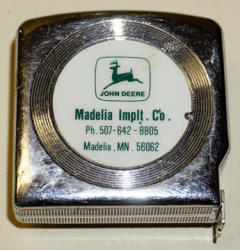 JOHN DEERE
Madelia Implt. Co.
Ph. 507-642-8805
Madelia, MN. 56062